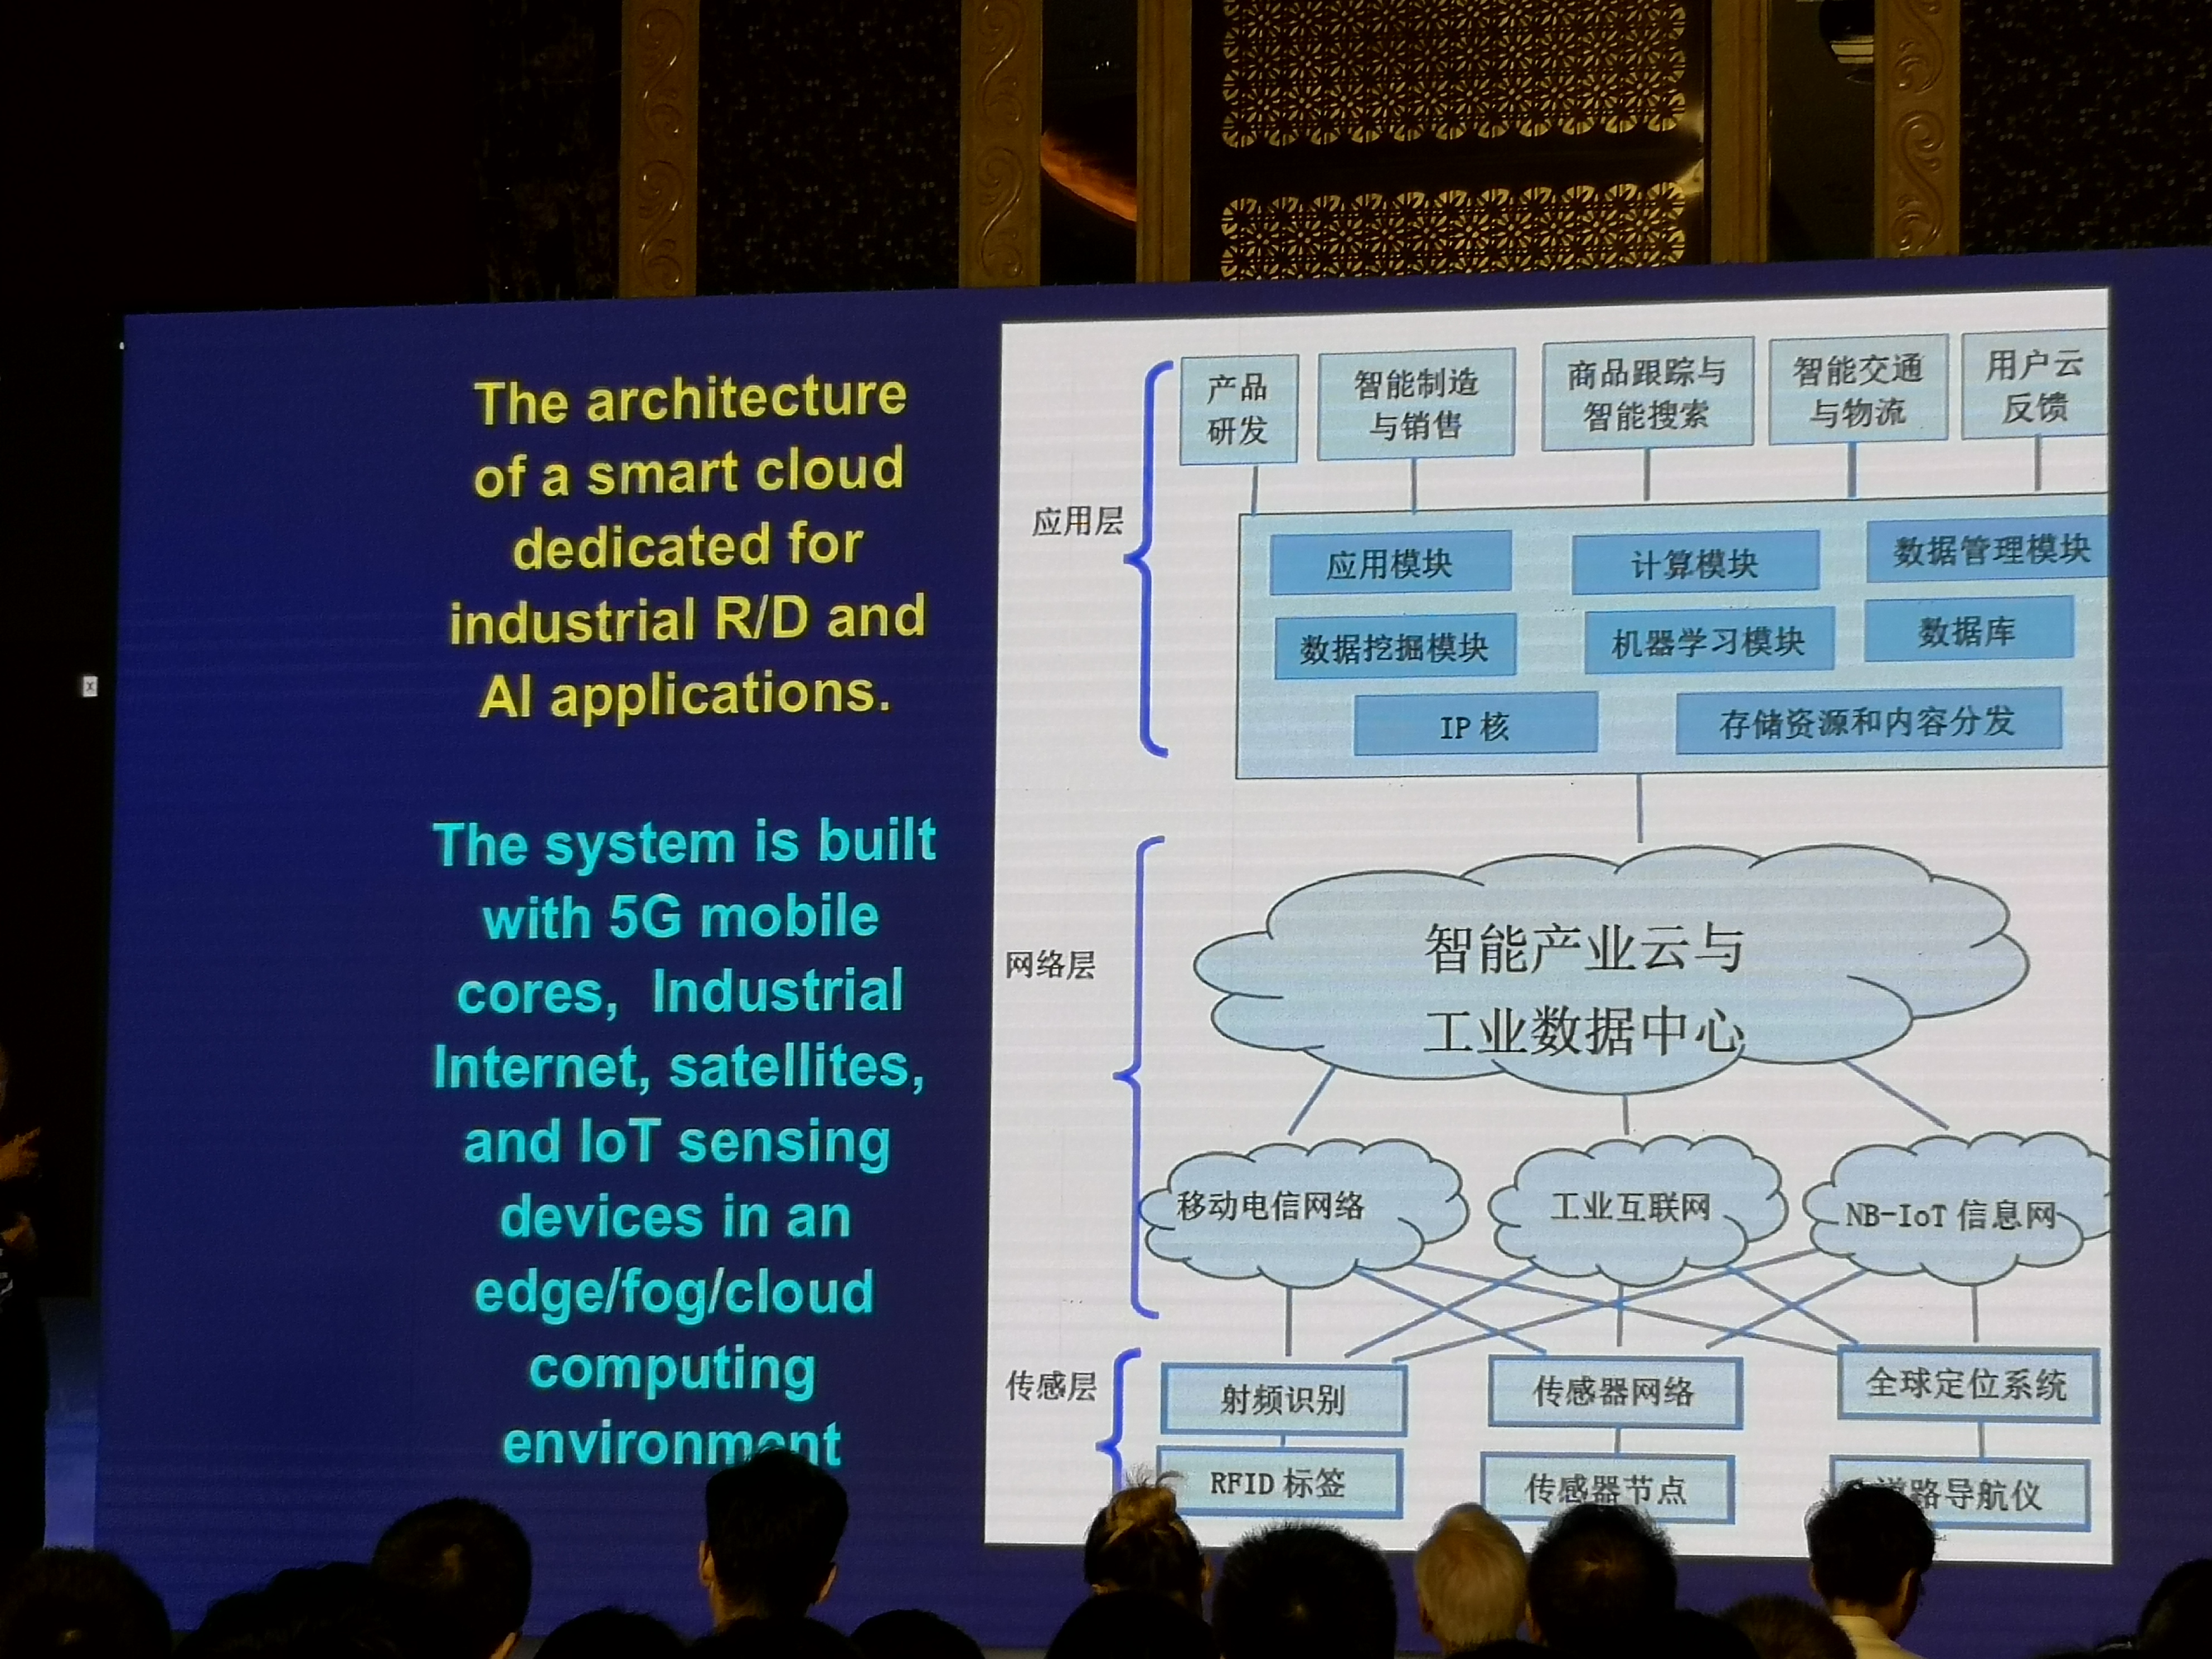 The architecture
of a smart cloud
dedicated for
industrial R/D and
AI applications.
The system is built
with 5G mobile
cores, Industrial
Internet, satellites,
and IoT sensing
devices in an
edge/fog/cloud
computing
environment
产品
研发
智能制造
与销售
商品跟踪与
智能搜索
智能交通
与物流
用户云
反馈
应用层
应用模块
计算模块
数据管理模块
数据挖掘模块
机器学习模块
数据库
IP 核
存储资源和内容分发
网络层
智能产业云与
工业数据中心
移动电信网络
工业互联网
NB-IoT 信息网
传感层
射频识别
传感器网络
全球定位系统
RFID 标签
传感器节点
道路导航仪